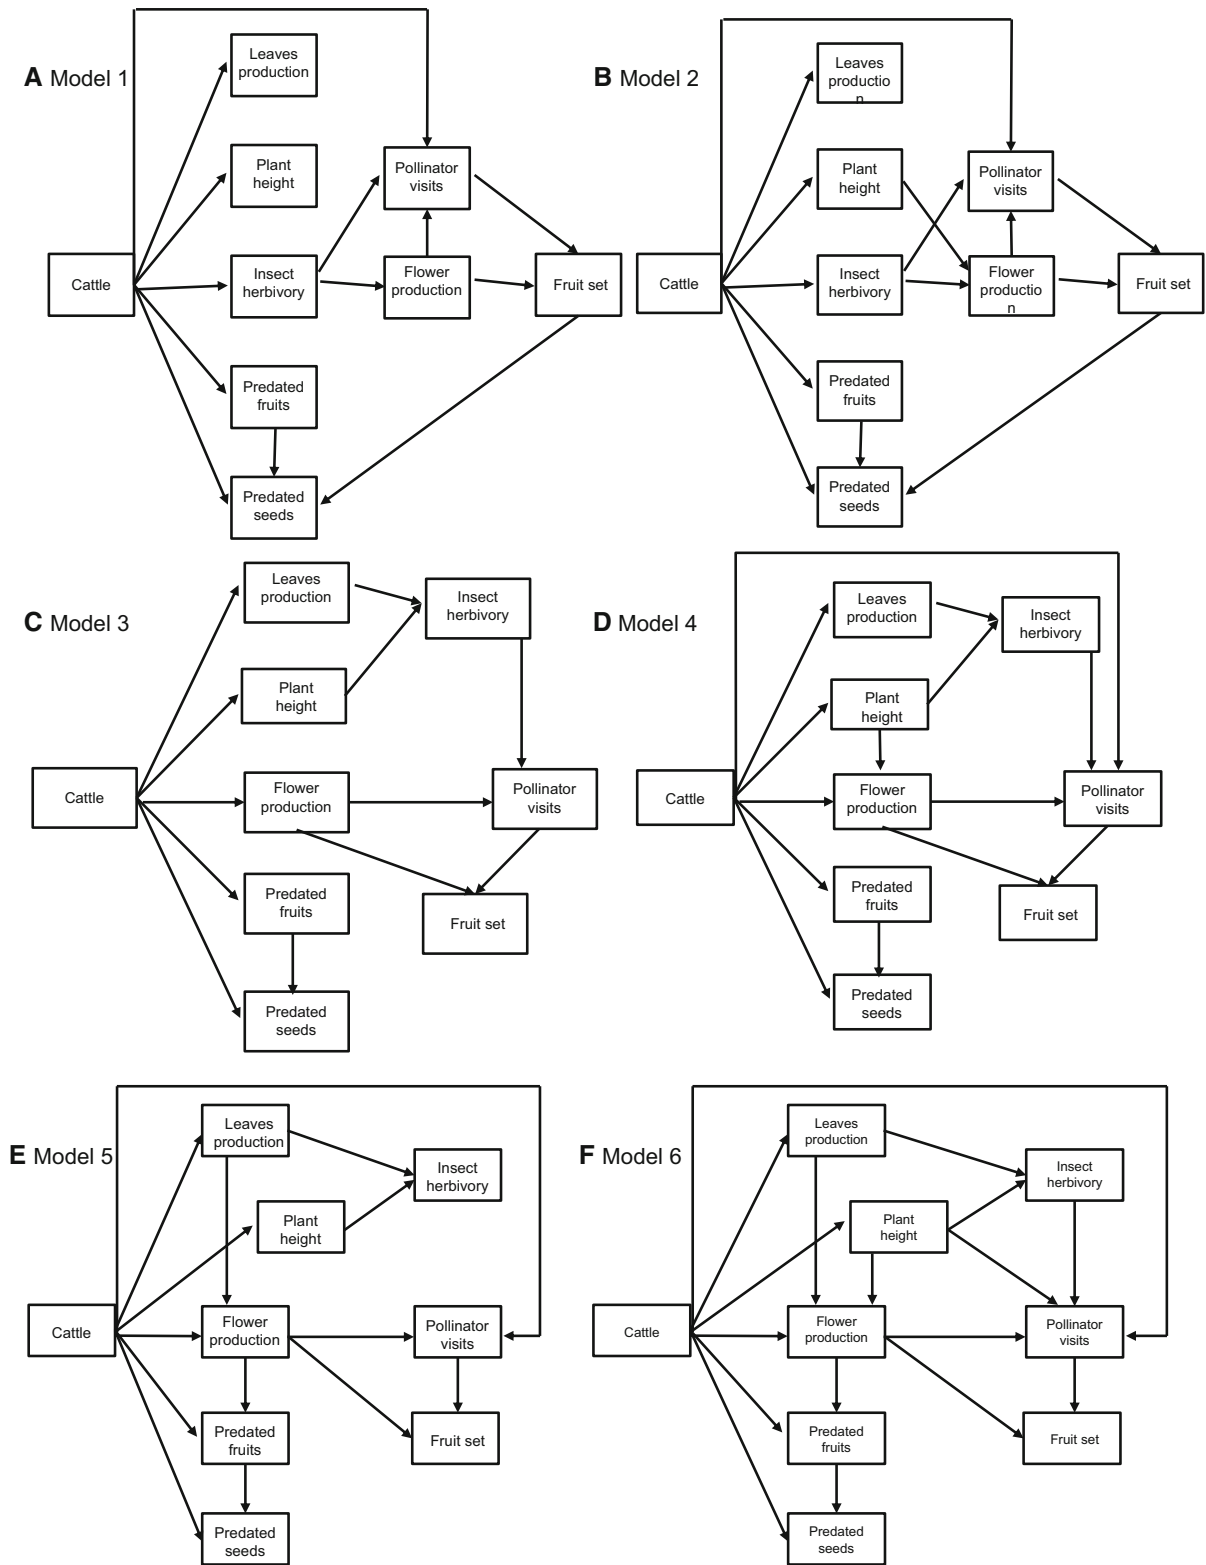 A Model 1
Leaves
production
Plant
height
Pollinator
visits
Cattle
Insect
herbivory
Flower
production
Fruit set
Predated
fruits
Predated
seeds
B Model 2
Leaves
productio
n
Plant
height
Pollinator
visits
Cattle
Insect
herbivory
Flower
productio
n
Fruit set
Predated
fruits
Predated
seeds
C Model 3
Leaves
production
Insect
herbivory
Plant
height
Cattle
Flower
production
Pollinator
visits
Predated
fruits
Fruit set
Predated
seeds
D Model 4
Leaves
production
Insect
herbivory
Plant
height
Cattle
Flower
production
Pollinator
visits
Predated
fruits
Fruit set
Predated
seeds
E Model 5
Leaves
production
Insect
herbivory
Plant
height
Cattle
Flower
production
Pollinator
visits
Predated
fruits
Fruit set
Predated
seeds
F Model 6
Leaves
production
Insect
herbivory
Plant
height
Cattle
Flower
production
Pollinator
visits
Predated
fruits
Fruit set
Predated
seeds